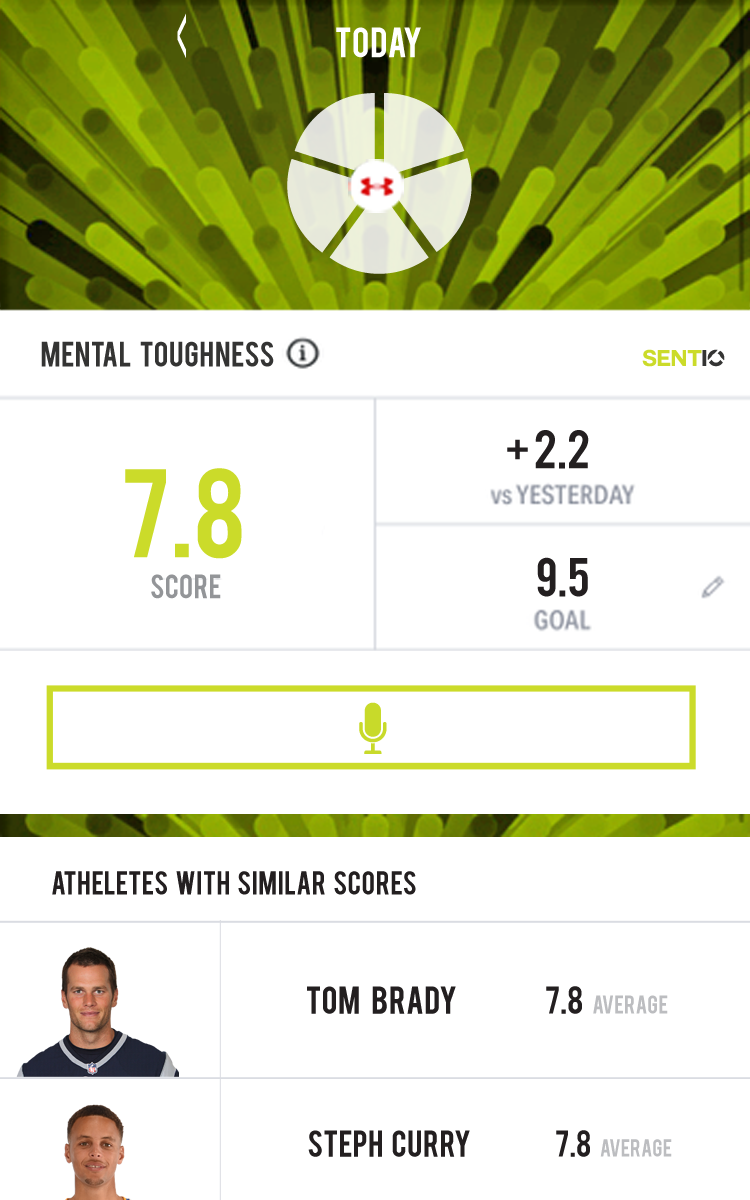 TODAY
MENTAL TOUGHNESS
SENTIO
7.8
SCORE
+2.2
vs YESTERDAY
9.5
GOAL
ATHELETES WITH SIMILAR SCORES
TOM BRADY 7.8 AVERAGE
STEPH CURRY 7.8 AVERAGE